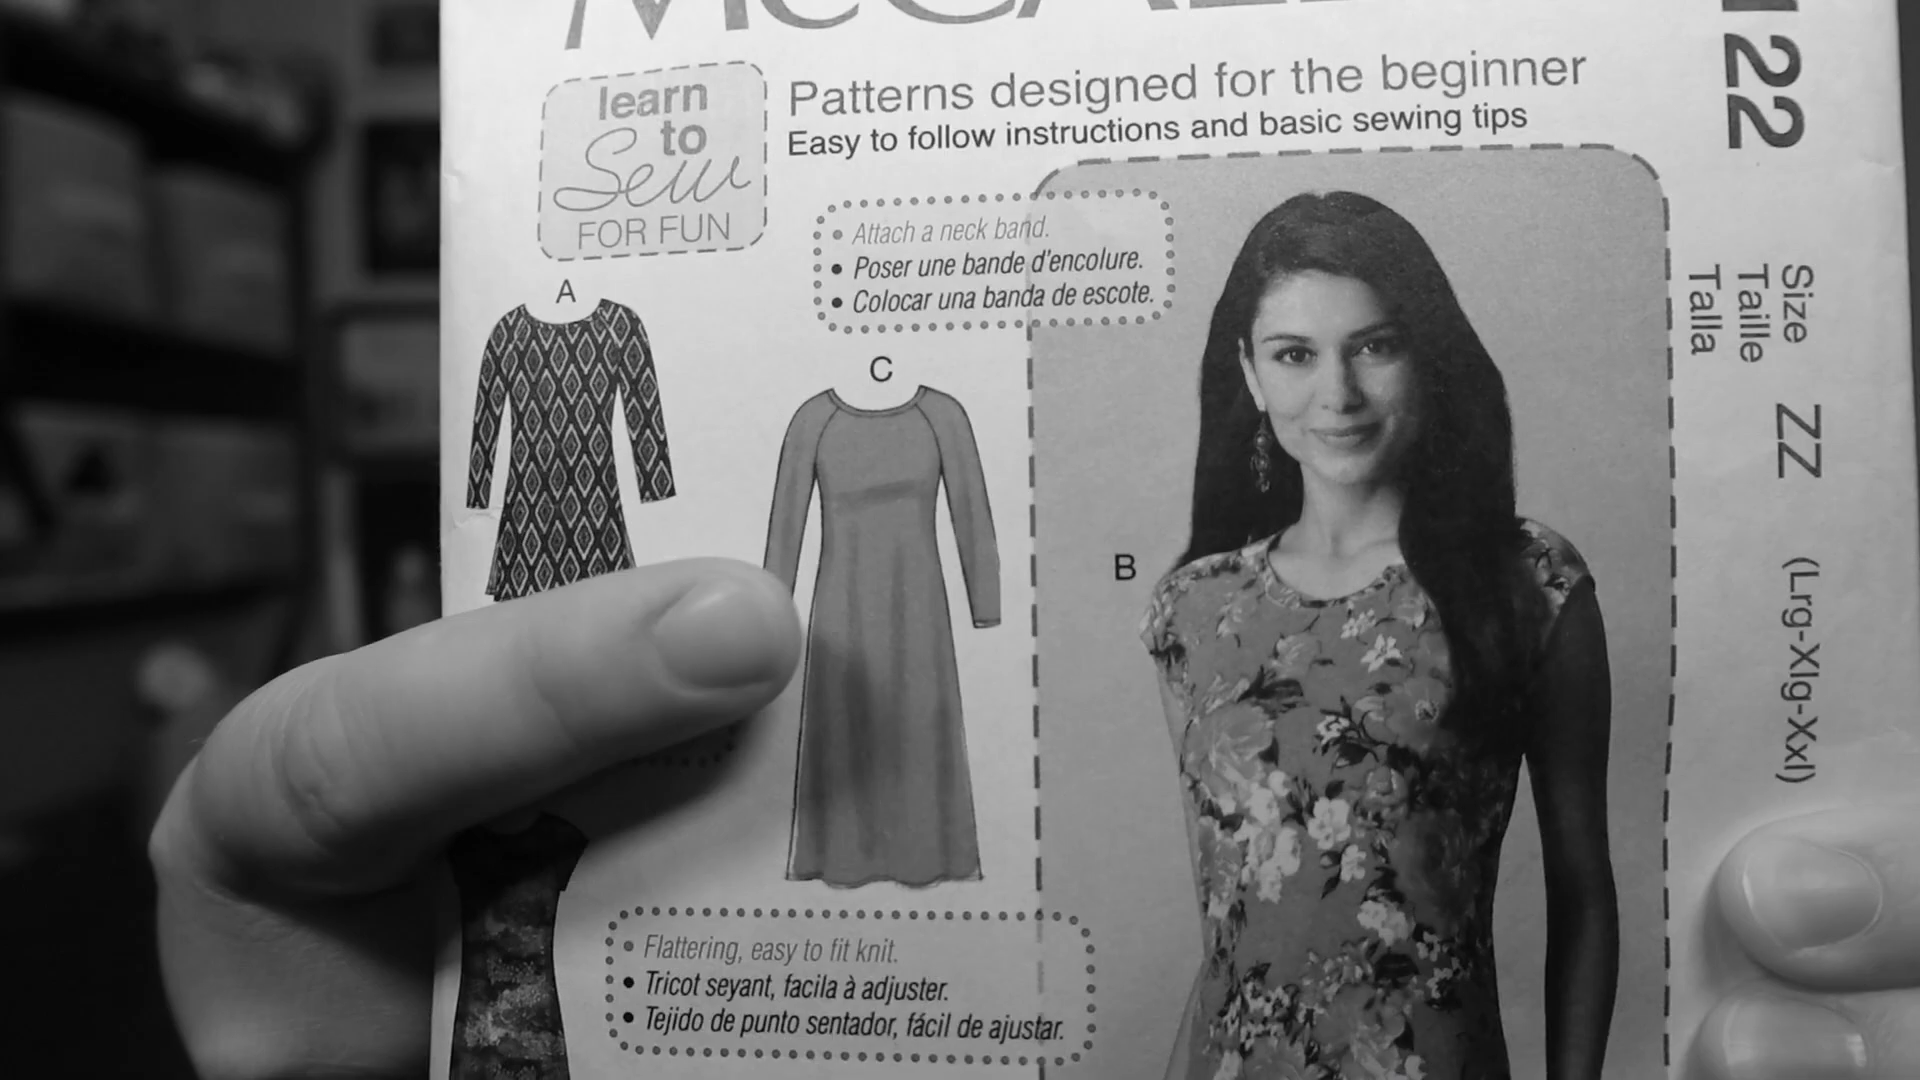 learn
to
Sew
FOR FUN
Patterns designed for the beginner
Easy to follow instructions and basic sewing tips
• Attach a neck band.
• Poser une bande d'encolure.
• Colocar una banda de escote.
A
C
B
• Flattering, easy to fit knit.
• Tricot seyant, facila à adjuster.
• Tejido de punto sentador, fácil de ajustar.
Size
Taille
Talla
ZZ
(Lrg-Xlg-Xxl)